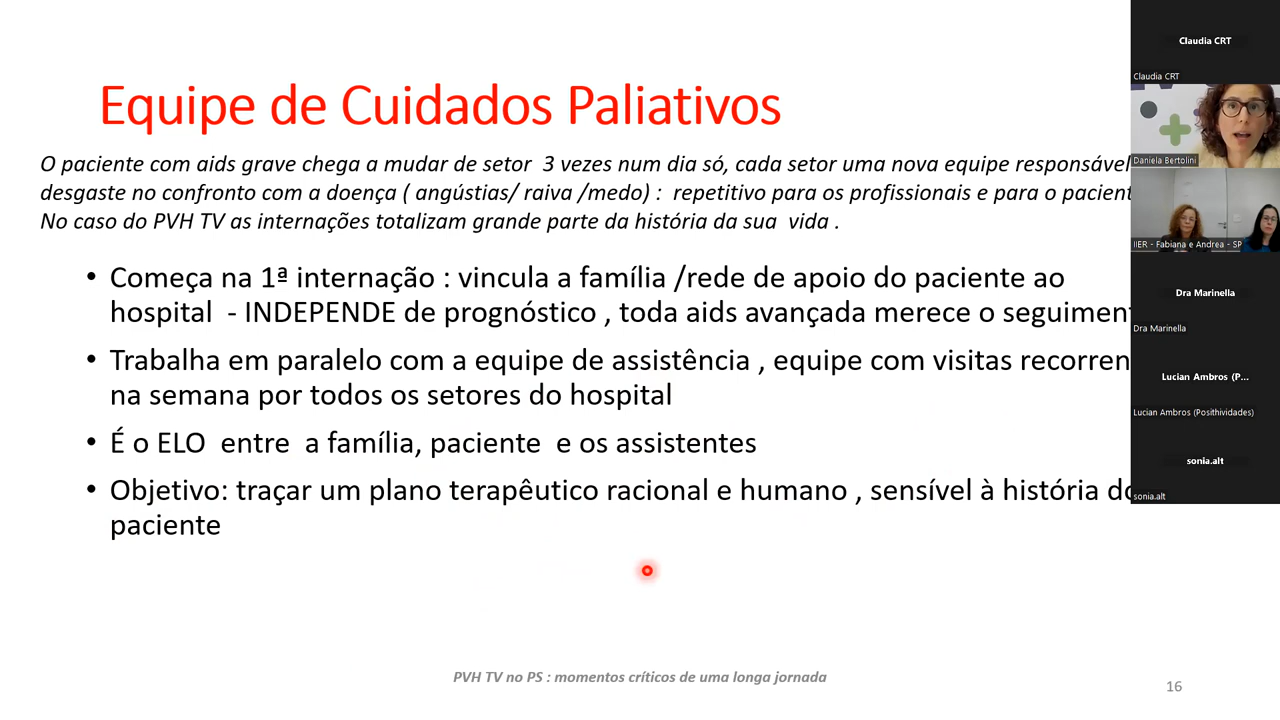 Equipe de Cuidados Paliativos
O paciente com aids grave chega a mudar de setor 3 vezes num dia só, cada setor uma nova equipe responsável
desgaste no confronto com a doença ( angústias/ raiva /medo) : repetitivo para os profissionais e para o pacient
No caso do PVH TV as internações totalizam grande parte da história da sua vida .
• Começa na 1ª internação : vincula a família /rede de apoio do paciente ao
hospital - INDEPENDE de prognóstico , toda aids avançada merece o seguiment
• Trabalha em paralelo com a equipe de assistência , equipe com visitas recorren
na semana por todos os setores do hospital
• É o ELO entre a família, paciente e os assistentes
• Objetivo: traçar um plano terapêutico racional e humano , sensível à história do
paciente
PVH TV no PS : momentos críticos de uma longa jornada
16
Claudia CRT
Claudia CRT
Daniela Bertolini
IIER - Fabiana e Andrea - SP
Dra Marinella
Dra Marinella
Lucian Ambros (P...
Lucian Ambros (Posithividades)
sonia.alt
sonia.alt